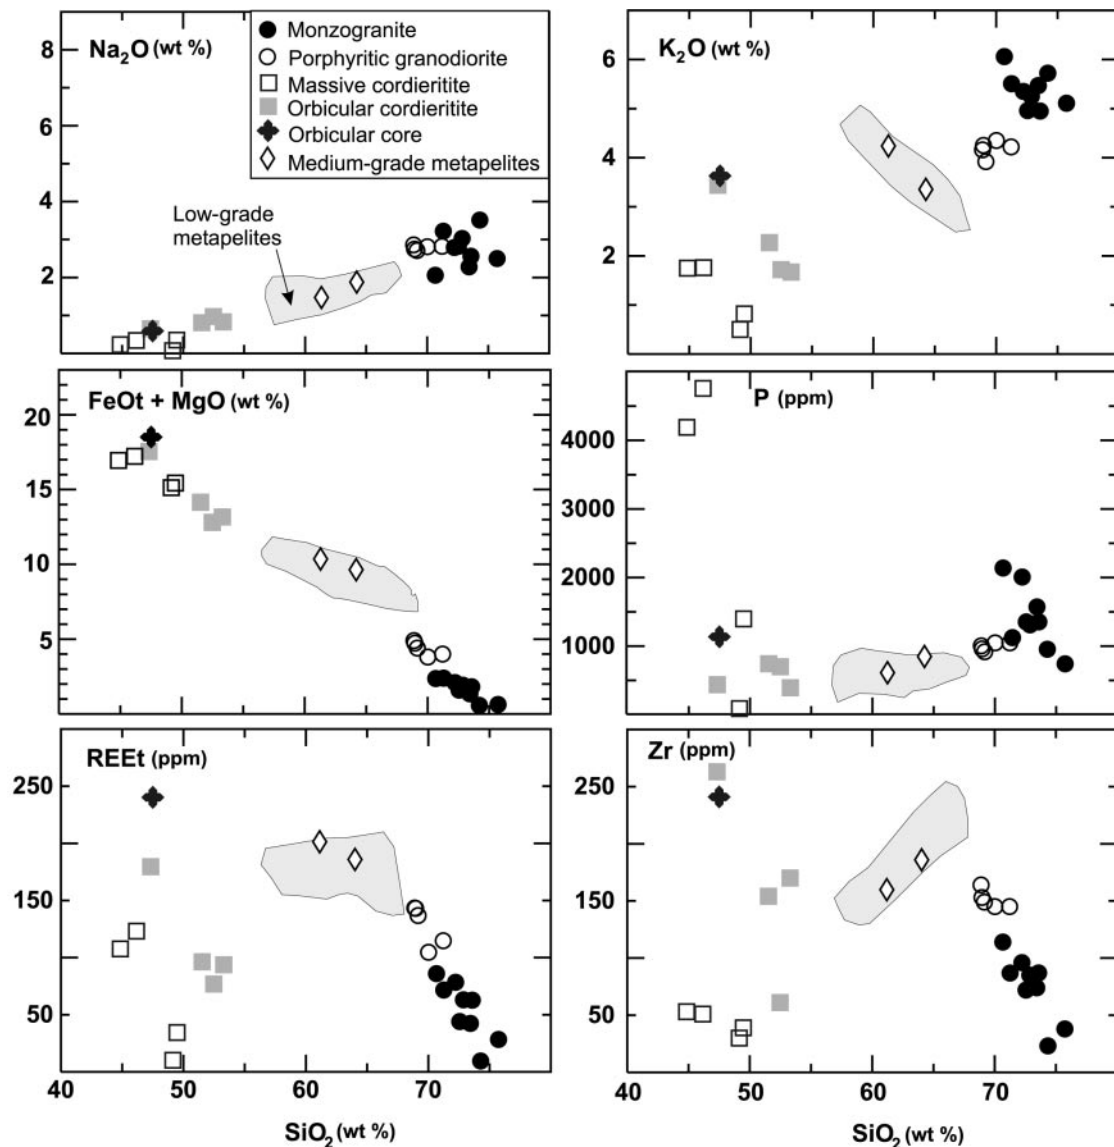 Na2O (wt %)
Monzogranite
Porphyritic granodiorite
Massive cordieritite
Orbicular cordieritite
Orbicular core
Medium-grade metapelites
Low-grade
metapelites
8
6
4
2
K2O (wt %)
6
4
2
FeOt + MgO (wt %)
20
15
10
5
P (ppm)
4000
2000
1000
REEt (ppm)
250
150
50
40 50 60 70
SiO2 (wt %)
Zr (ppm)
250
150
50
40 50 60 70
SiO2 (wt %)